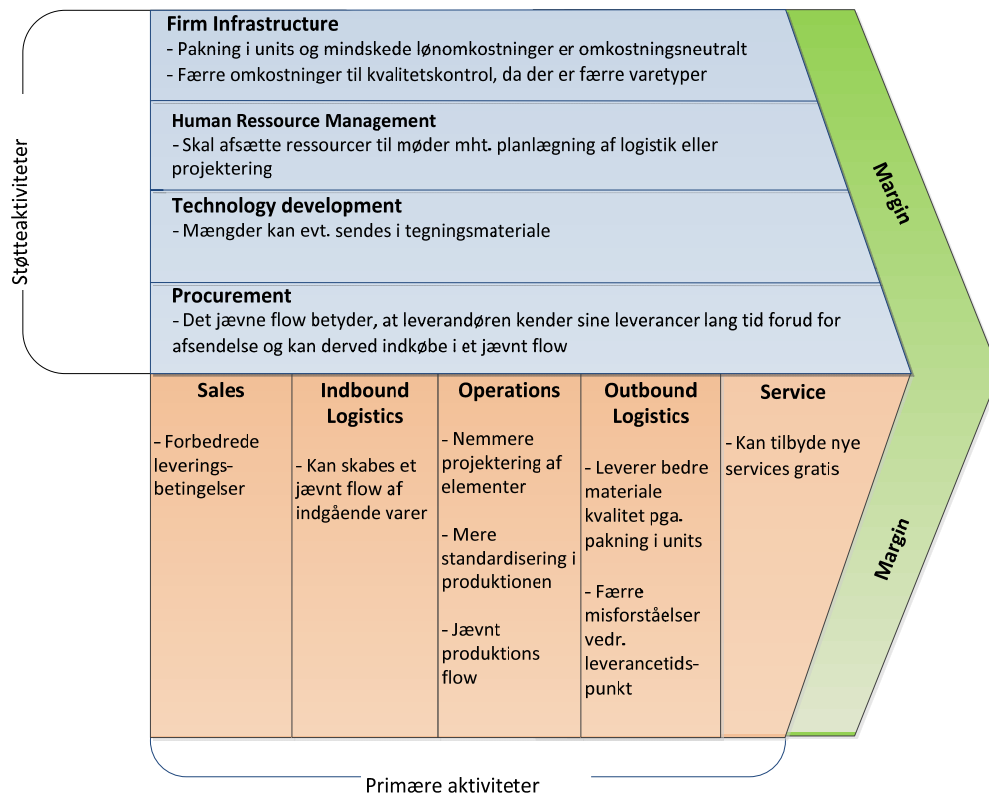 Støtteaktiviteter
Firm Infrastructure
- Pakning i units og mindskede lønomkostninger er omkostningsneutralt
- Færre omkostninger til kvalitetskontrol, da der er færre varetyper
Human Ressource Management
- Skal afsætte ressourcer til møder mht. planlægning af logistik eller
projektering
Technology development
- Mængder kan evt. sendes i tegningsmateriale
Procurement
- Det jævne flow betyder, at leverandøren kender sine leverancer lang tid forud for
afsendelse og kan derved indkøbe i et jævnt flow
Margin
Sales
- Forbedrede
leverings-
betingelser
Indbound
Logistics
- Kan skabes et
jævnt flow af
indgående varer
Operations
- Nemmere
projektering af
elementer
- Mere
standardisering i
produktionen
- Jævnt
produktions
flow
Outbound
Logistics
- Leverer bedre
materiale
kvalitet pga.
pakning i units
- Færre
misforståelser
vedr.
leverancetids-
punkt
Service
- Kan tilbyde nye
services gratis
Margin
Primære aktiviteter